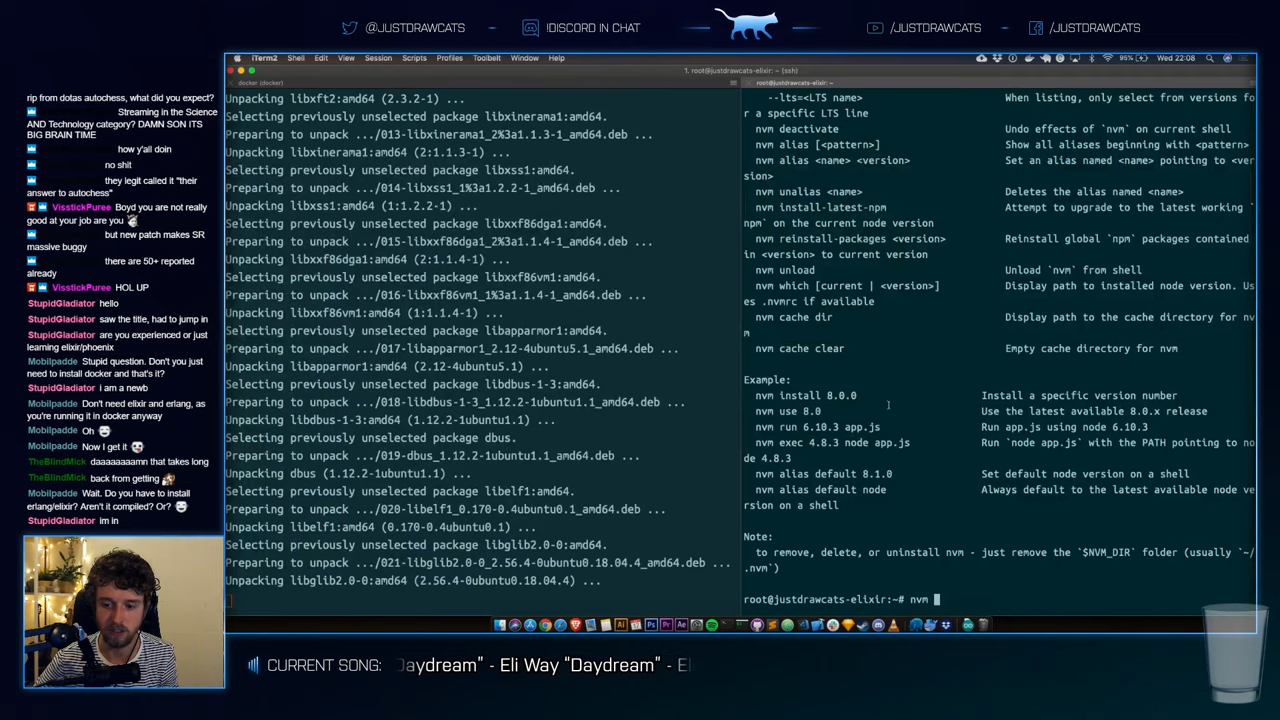 @JUSTDRAWCATS
!DISCORD IN CHAT
/JUSTDRAWCATS
/JUSTDRAWCATS
iTerm2 Shell Edit View Session Scripts Profiles Toolbelt Window Help
95% Wed 22:08
1. root@justdrawcats-elixir: ~ (ssh)
docker (docker)
root@justdrawcats-elixir: ~
rip from dotas autochess, what did you expect?
Streaming in the Science
AND Technology category? DAMN SON ITS
BIG BRAIN TIME
how y'all doin
no shit
they legit called it "their
answer to autochess"
VisstickPuree Boyd you are not really
good at your job are you
but new patch makes SR
massive buggy
there are 50+ reported
already
VisstickPuree HOL UP
StupidGladiator hello
StupidGladiator saw the title, had to jump in
StupidGladiator are you experienced or just
learning elixir/phoenix
Mobilpadde Stupid question. Don't you just
need to install docker and that's it?
StupidGladiator i am a newb
Mobilpadde Don't need elixir and erlang, as
you're running it in docker anyway
Mobilpadde Oh
Mobilpadde Now I get it
TheBlindMick daaaaaaamn that takes long
TheBlindMick back from getting
Mobilpadde Wait. Do you have to install
erlang/elixir? Aren't it compiled? Or?
StupidGladiator im in
Unpacking libxft2:amd64 (2.3.2-1) ...
Selecting previously unselected package libxinerama1:amd64.
Preparing to unpack .../013-libxinerama1_2%3a1.1.3-1_amd64.deb ...
Unpacking libxinerama1:amd64 (2:1.1.3-1) ...
Selecting previously unselected package libxss1:amd64.
Preparing to unpack .../014-libxss1_1%3a1.2.2-1_amd64.deb ...
Unpacking libxss1:amd64 (1:1.2.2-1) ...
Selecting previously unselected package libxxf86dga1:amd64.
Preparing to unpack .../015-libxxf86dga1_2%3a1.1.4-1_amd64.deb ...
Unpacking libxxf86dga1:amd64 (2:1.1.4-1) ...
Selecting previously unselected package libxxf86vm1:amd64.
Preparing to unpack .../016-libxxf86vm1_1%3a1.1.4-1_amd64.deb ...
Unpacking libxxf86vm1:amd64 (1:1.1.4-1) ...
Selecting previously unselected package libapparmor1:amd64.
Preparing to unpack .../017-libapparmor1_2.12-4ubuntu5.1_amd64.deb ...
Unpacking libapparmor1:amd64 (2.12-4ubuntu5.1) ...
Selecting previously unselected package libdbus-1-3:amd64.
Preparing to unpack .../018-libdbus-1-3_1.12.2-1ubuntu1.1_amd64.deb ...
Unpacking libdbus-1-3:amd64 (1.12.2-1ubuntu1.1) ...
Selecting previously unselected package dbus.
Preparing to unpack .../019-dbus_1.12.2-1ubuntu1.1_amd64.deb ...
Unpacking dbus (1.12.2-1ubuntu1.1) ...
Selecting previously unselected package libelf1:amd64.
Preparing to unpack .../020-libelf1_0.170-0.4ubuntu0.1_amd64.deb ...
Unpacking libelf1:amd64 (0.170-0.4ubuntu0.1) ...
Selecting previously unselected package libglib2.0-0:amd64.
Preparing to unpack .../021-libglib2.0-0_2.56.4-0ubuntu0.18.04.4_amd64.deb ...
Unpacking libglib2.0-0:amd64 (2.56.4-0ubuntu0.18.04.4) ...
--lts=<LTS name> When listing, only select from versions fo
r a specific LTS line
nvm deactivate Undo effects of `nvm` on current shell
nvm alias [<pattern>] Show all aliases beginning with <pattern>
nvm alias <name> <version> Set an alias named <name> pointing to <ver
sion>
nvm unalias <name> Deletes the alias named <name>
nvm install-latest-npm Attempt to upgrade to the latest working `
npm` on the current node version
nvm reinstall-packages <version> Reinstall global `npm` packages contained
in <version> to current version
nvm unload Unload `nvm` from shell
nvm which [current | <version>] Display path to installed node version. Us
es .nvmrc if available
nvm cache dir Display path to the cache directory for nv
m
nvm cache clear Empty cache directory for nvm
Example:
nvm install 8.0.0 Install a specific version number
nvm use 8.0 Use the latest available 8.0.x release
nvm run 6.10.3 app.js Run app.js using node 6.10.3
nvm exec 4.8.3 node app.js Run `node app.js` with the PATH pointing to no
de 4.8.3
nvm alias default 8.1.0 Set default node version on a shell
nvm alias default node Always default to the latest available node ve
rsion on a shell
Note:
to remove, delete, or uninstall nvm - just remove the `$NVM_DIR` folder (usually `~/
.nvm`)
root@justdrawcats-elixir:~# nvm
CURRENT SONG: Daydream" - Eli Way "Daydream" - El